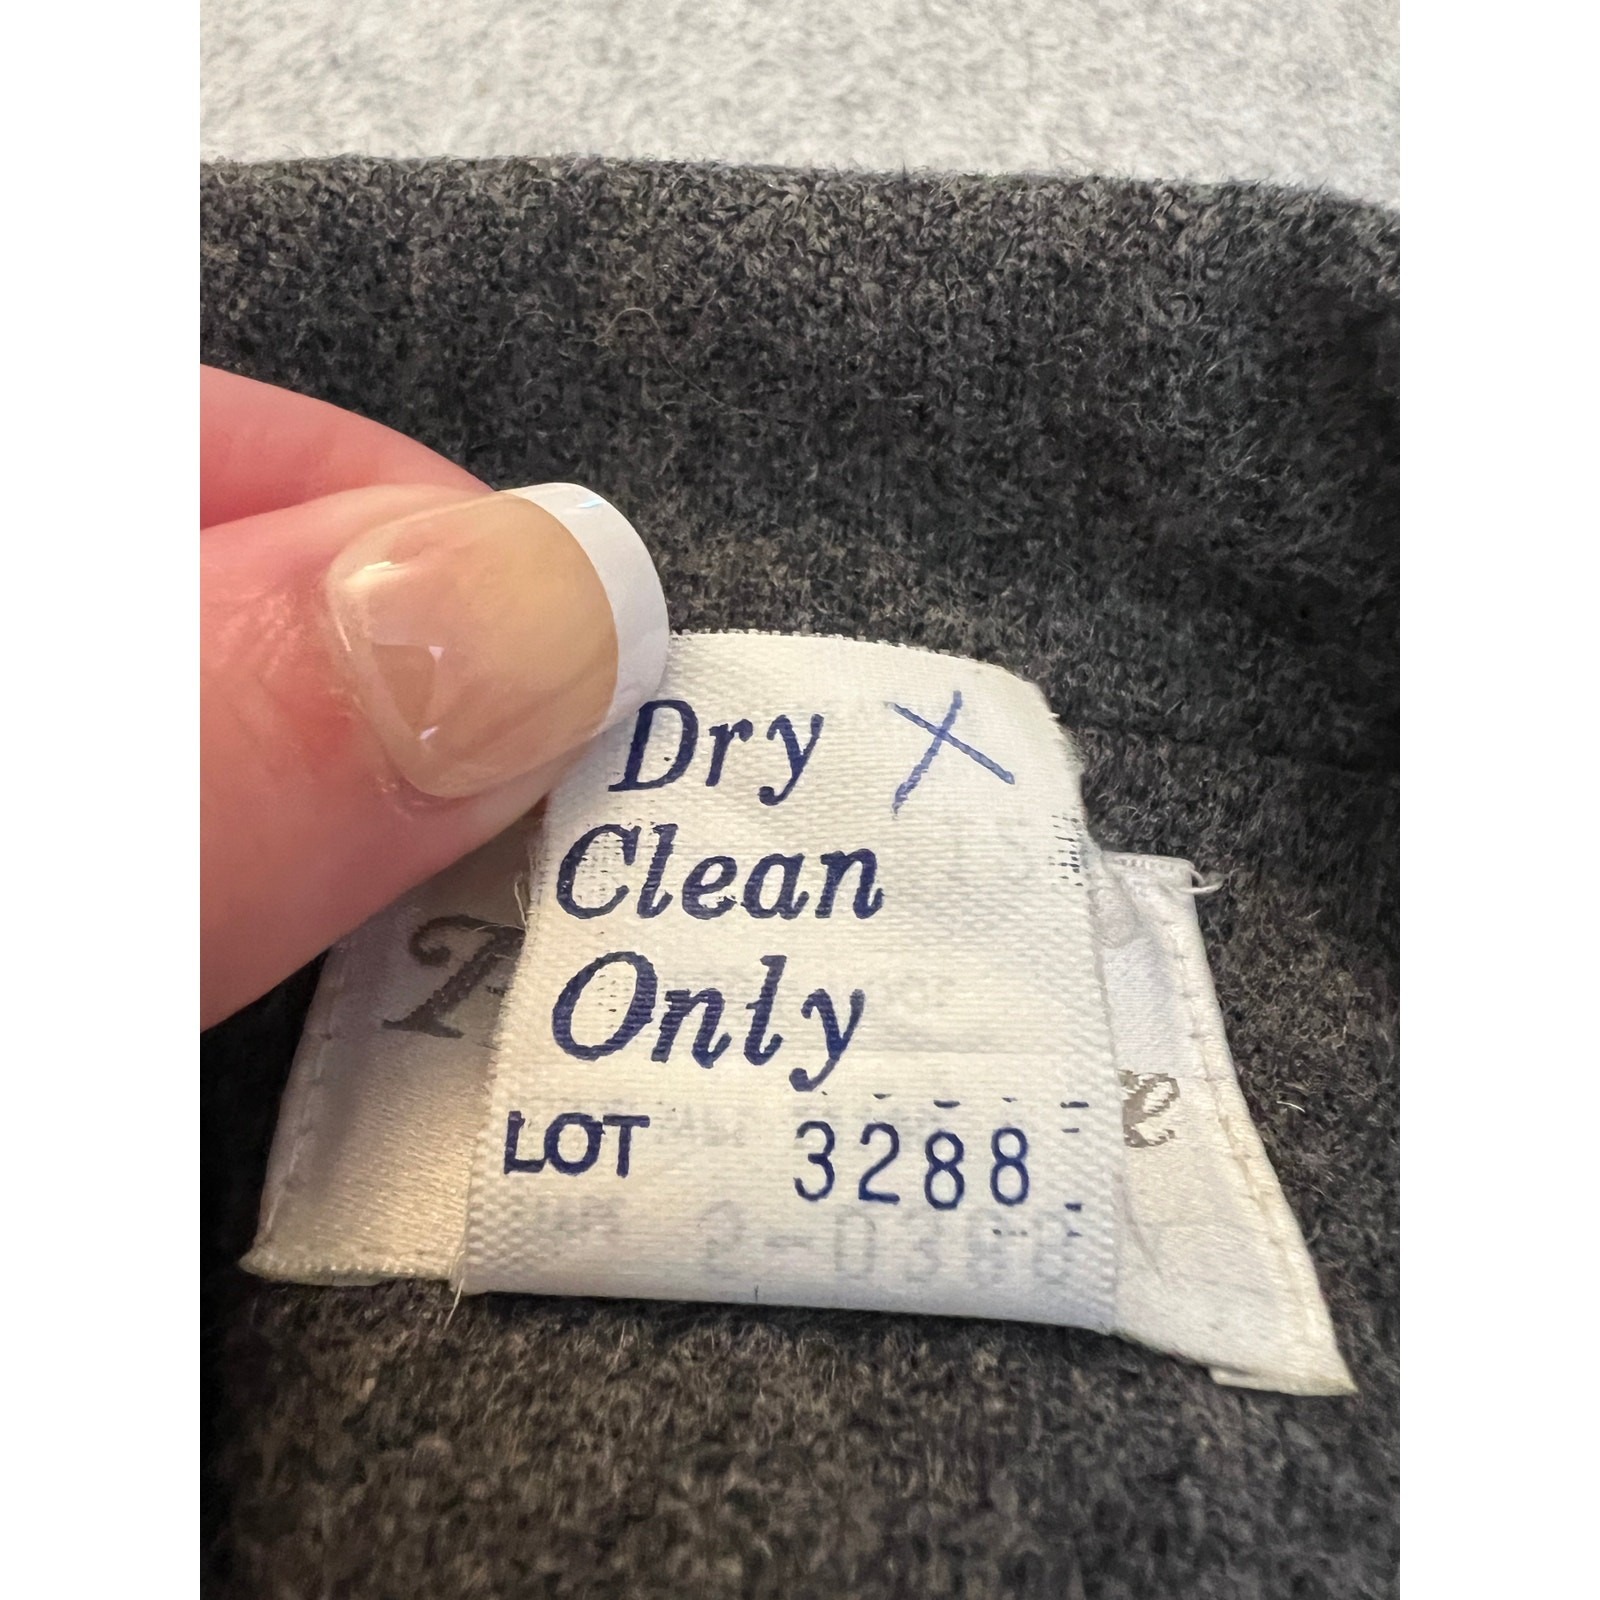 Dry X
Clean
Only
LOT 3288